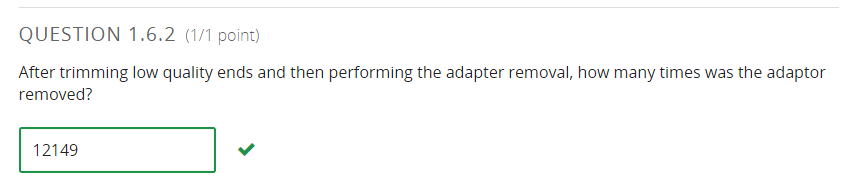 QUESTION 1.6.2 (1/1 point)
After trimming low quality ends and then performing the adapter removal, how many times was the adaptor
removed?
12149